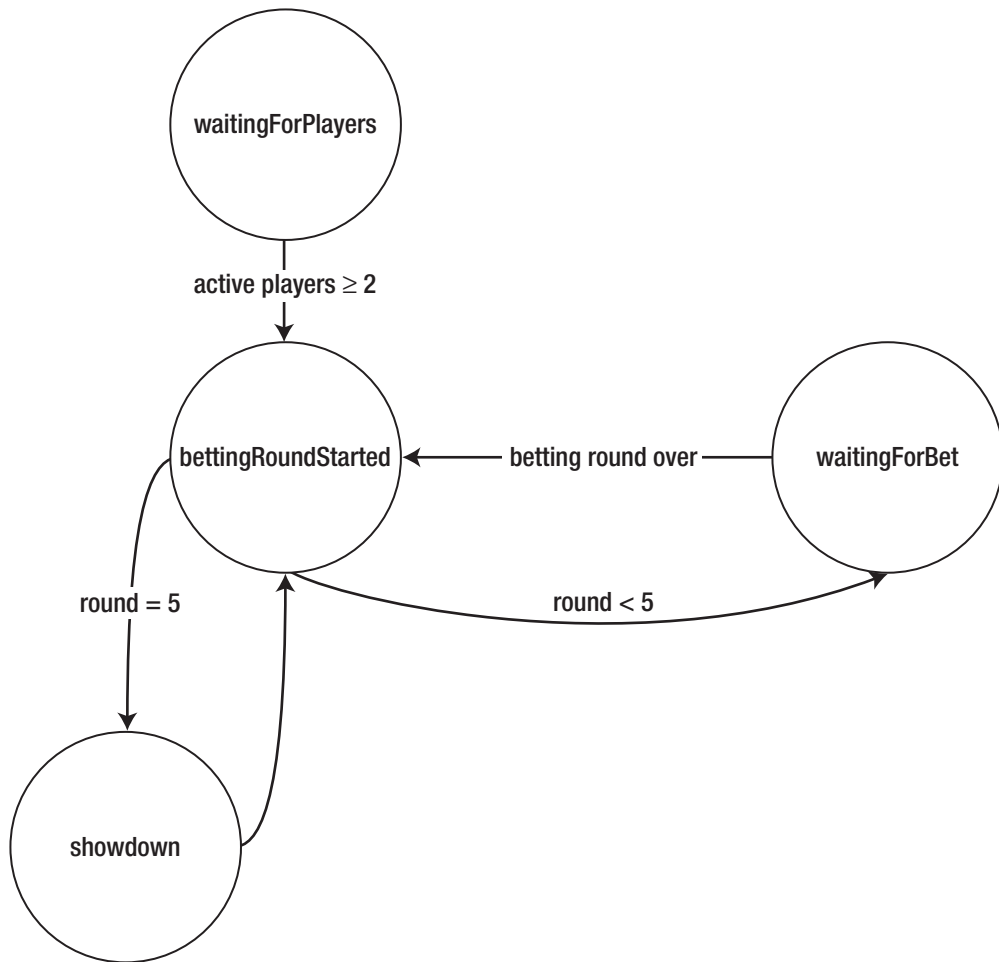 waitingForPlayers
active players ≥ 2
bettingRoundStarted
betting round over
waitingForBet
round = 5
round < 5
showdown